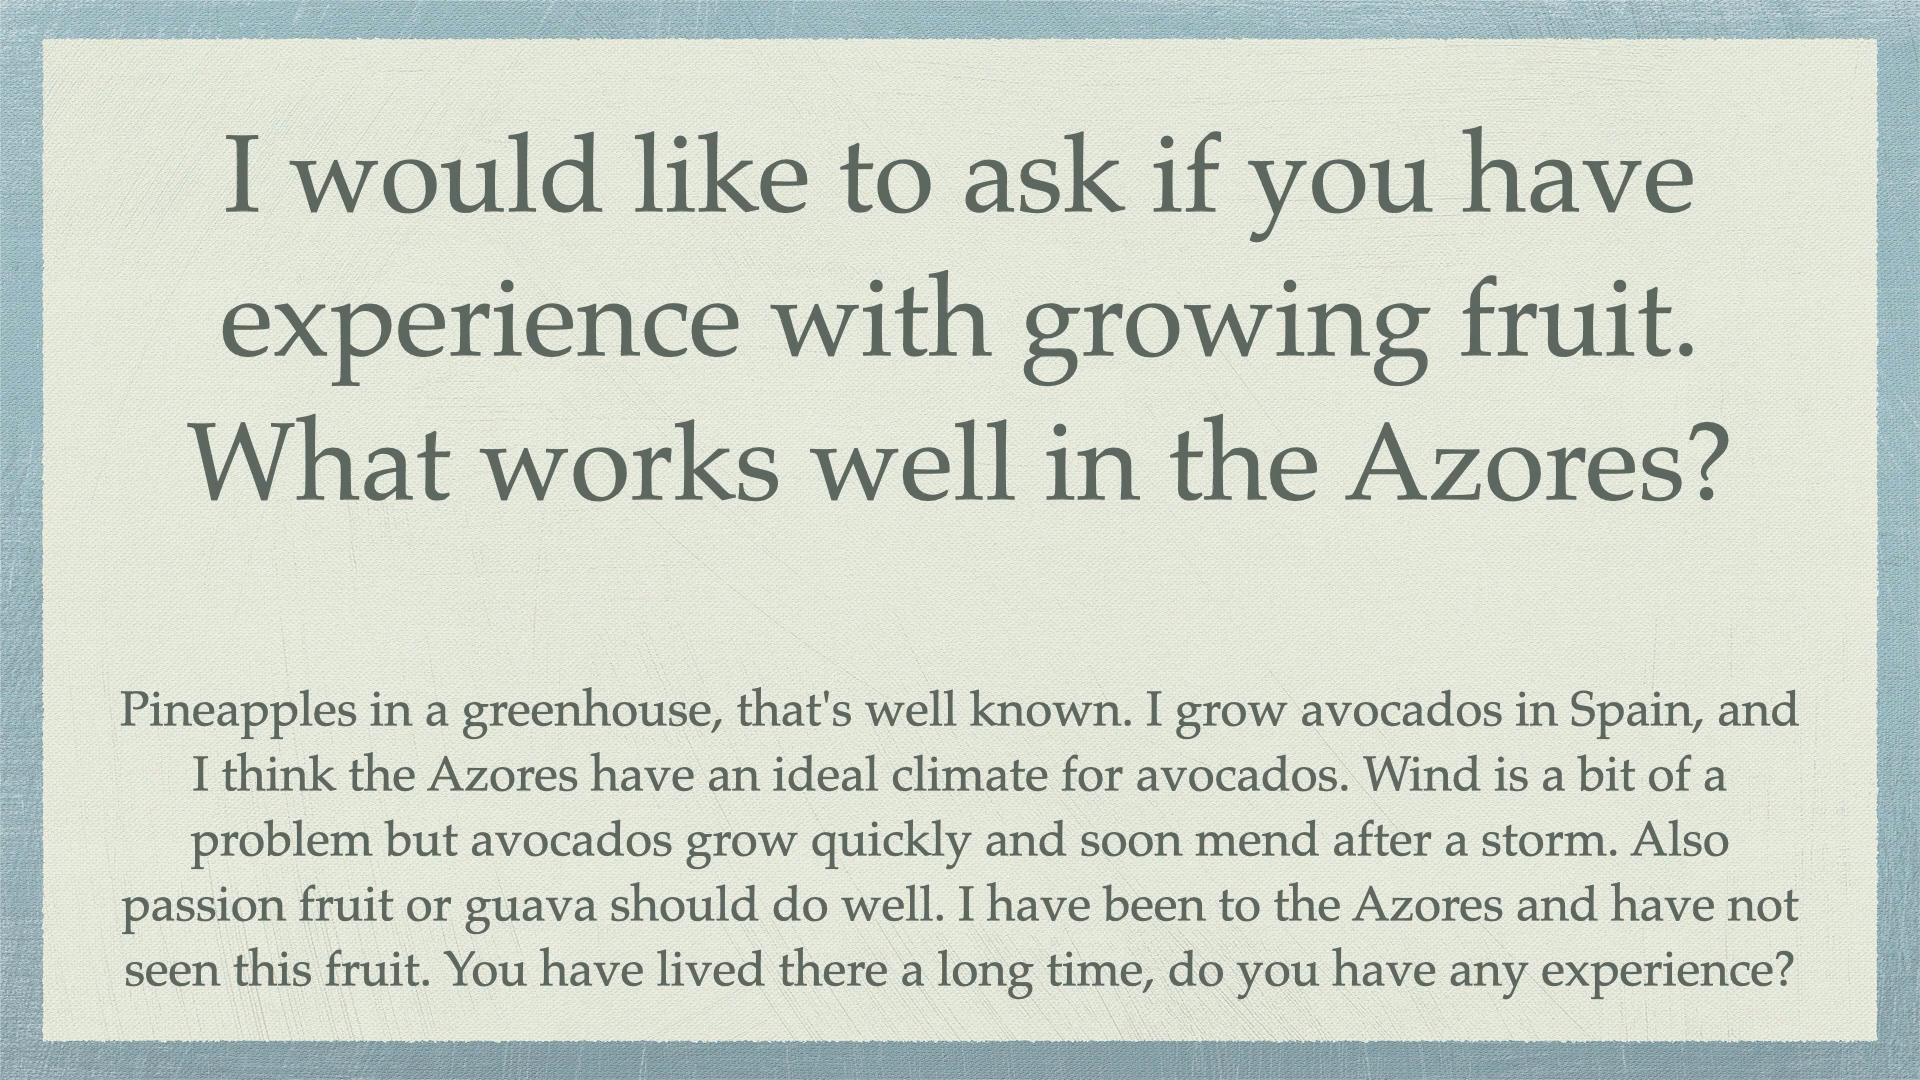 I would like to ask if you have
experience with growing fruit.
What works well in the Azores?
Pineapples in a greenhouse, that's well known. I grow avocados in Spain, and
I think the Azores have an ideal climate for avocados. Wind is a bit of a
problem but avocados grow quickly and soon mend after a storm. Also
passion fruit or guava should do well. I have been to the Azores and have not
seen this fruit. You have lived there a long time, do you have any experience?